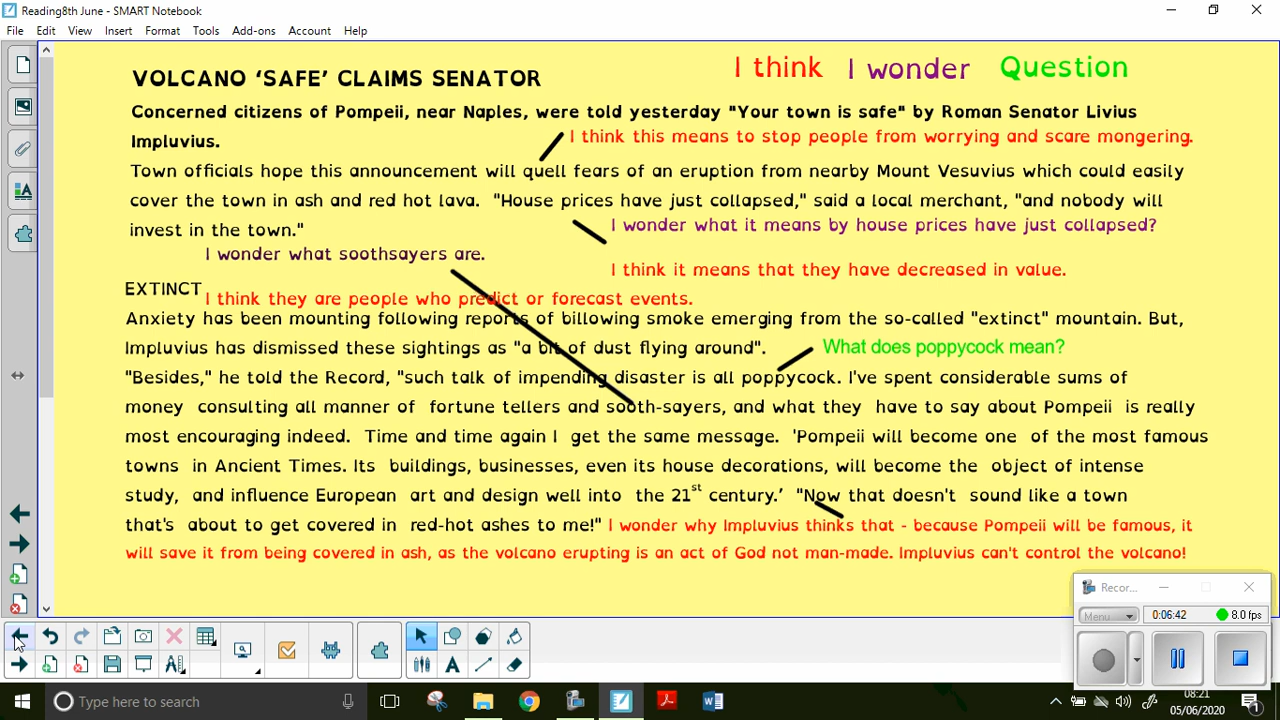 Reading8th June - SMART Notebook
File Edit View Insert Format Tools Add-ons Account Help
I think I wonder Question
VOLCANO ‘SAFE’ CLAIMS SENATOR
Concerned citizens of Pompeii, near Naples, were told yesterday "Your town is safe" by Roman Senator Livius
Impluvius.
I think this means to stop people from worrying and scare mongering.
Town officials hope this announcement will quell fears of an eruption from nearby Mount Vesuvius which could easily
cover the town in ash and red hot lava. "House prices have just collapsed," said a local merchant, "and nobody will
invest in the town."
I wonder what it means by house prices have just collapsed?
I wonder what soothsayers are.
I think it means that they have decreased in value.
EXTINCT
I think they are people who predict or forecast events.
Anxiety has been mounting following reports of billowing smoke emerging from the so-called "extinct" mountain. But,
Impluvius has dismissed these sightings as "a bit of dust flying around".
What does poppycock mean?
"Besides," he told the Record, "such talk of impending disaster is all poppycock. I've spent considerable sums of
money consulting all manner of fortune tellers and sooth-sayers, and what they have to say about Pompeii is really
most encouraging indeed. Time and time again I get the same message. 'Pompeii will become one of the most famous
towns in Ancient Times. Its buildings, businesses, even its house decorations, will become the object of intense
study, and influence European art and design well into the 21st century.’ "Now that doesn't sound like a town
that's about to get covered in red-hot ashes to me!" I wonder why Impluvius thinks that - because Pompeii will be famous, it
will save it from being covered in ash, as the volcano erupting is an act of God not man-made. Impluvius can't control the volcano!
Recor...
Menu 0:06:42 8.0 fps
Type here to search
08:21
05/06/2020